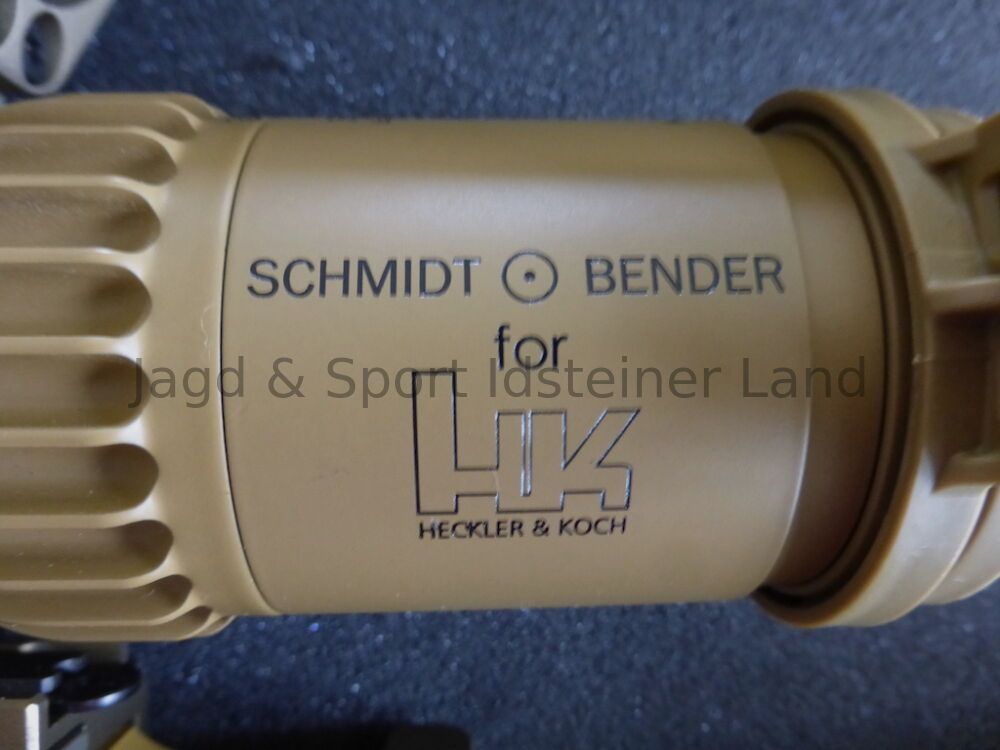 SCHMIDT BENDER
for
Jagd & Sport Idsteiner Land
HK
HECKLER & KOCH